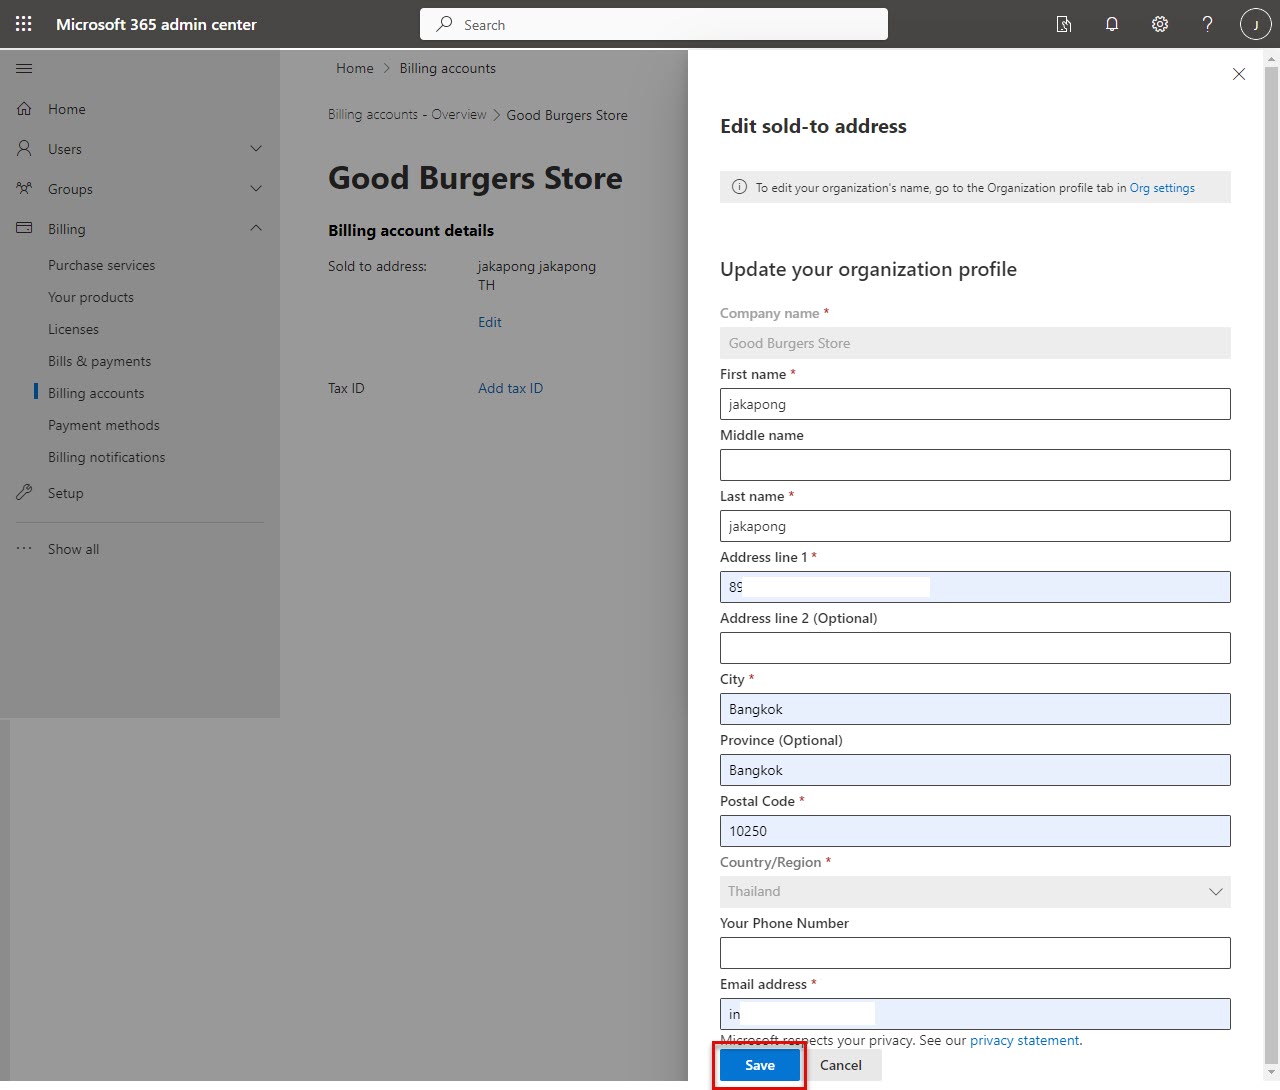 Microsoft 365 admin center
Search
J
Home
Users
Groups
Billing
Purchase services
Your products
Licenses
Bills & payments
Billing accounts
Payment methods
Billing notifications
Setup
Show all
Home > Billing accounts
Billing accounts - Overview > Good Burgers Store
Good Burgers Store
Billing account details
Sold to address: jakapong jakapong
TH
Edit
Tax ID Add tax ID
Edit sold-to address
To edit your organization's name, go to the Organization profile tab in Org settings
Update your organization profile
Company name *
Good Burgers Store
First name *
jakapong
Middle name
Last name *
jakapong
Address line 1 *
89
Address line 2 (Optional)
City *
Bangkok
Province (Optional)
Bangkok
Postal Code *
10250
Country/Region *
Thailand
Your Phone Number
Email address *
in
Microsoft respects your privacy. See our privacy statement.
Save Cancel